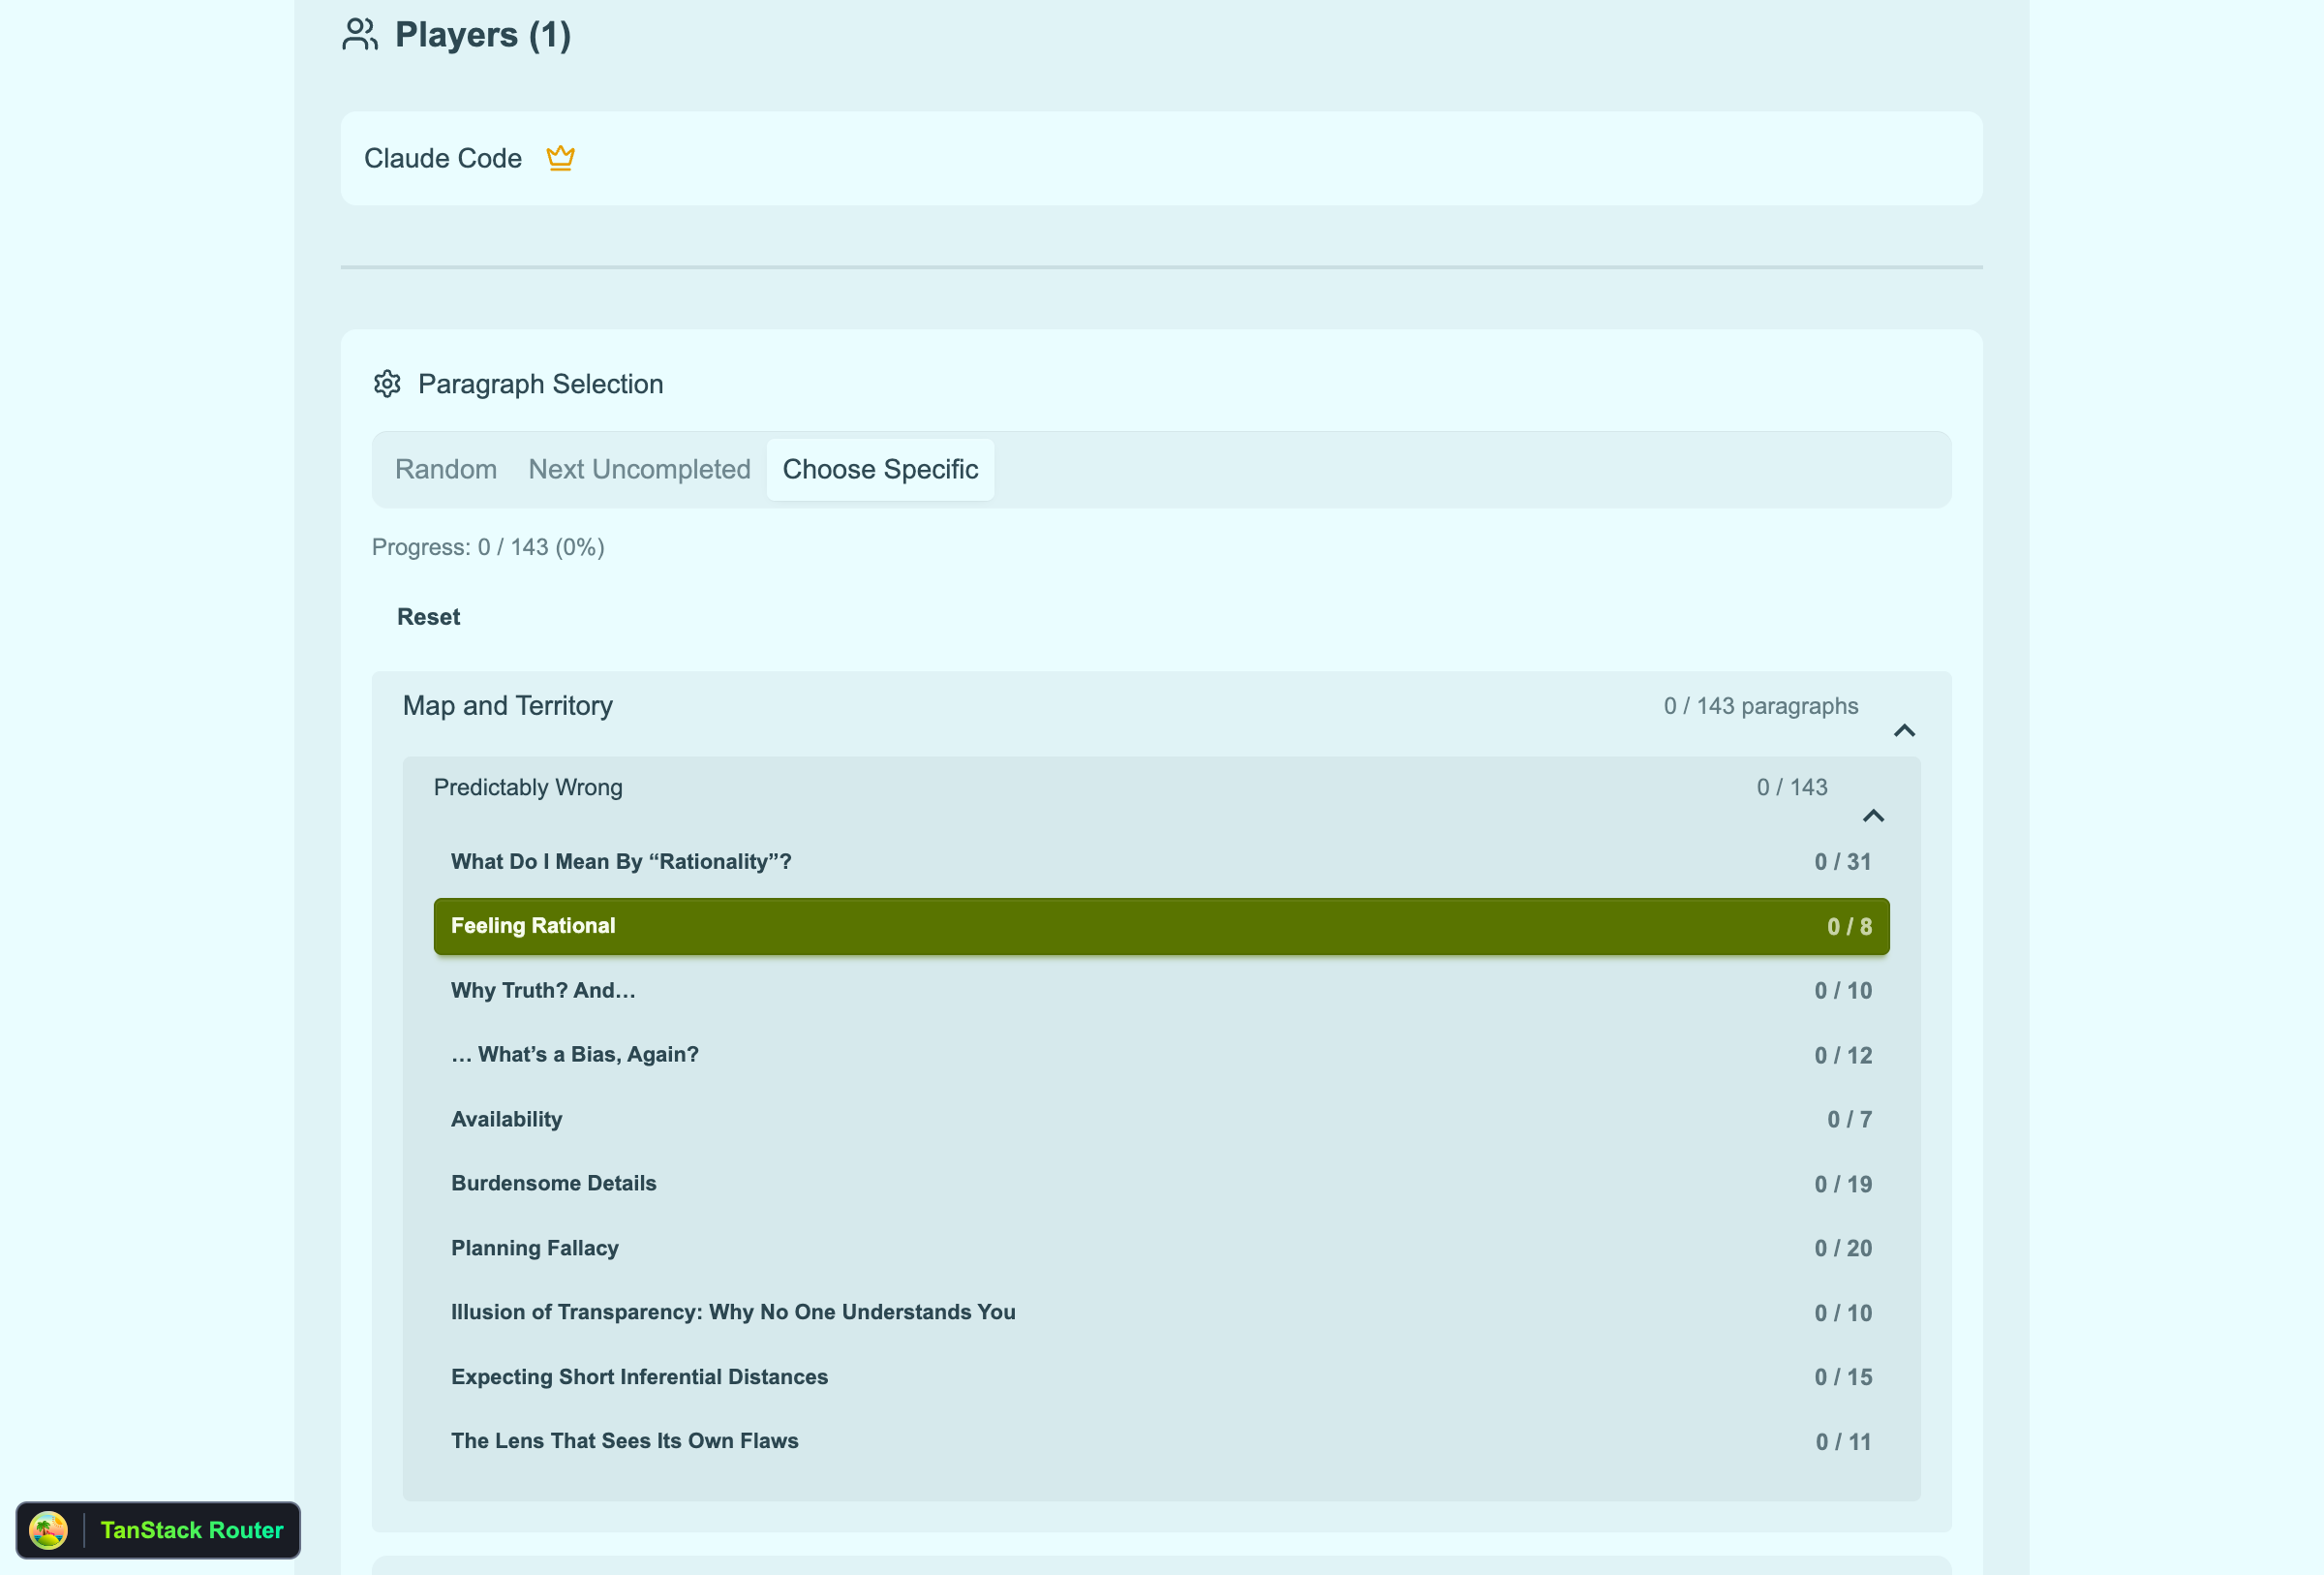 Players (1)
Claude Code
Paragraph Selection
Random Next Uncompleted Choose Specific
Progress: 0 / 143 (0%)
Reset
Map and Territory 0 / 143 paragraphs
Predictably Wrong 0 / 143
What Do I Mean By “Rationality”? 0 / 31
Feeling Rational 0 / 8
Why Truth? And… 0 / 10
… What’s a Bias, Again? 0 / 12
Availability 0 / 7
Burdensome Details 0 / 19
Planning Fallacy 0 / 20
Illusion of Transparency: Why No One Understands You 0 / 10
Expecting Short Inferential Distances 0 / 15
The Lens That Sees Its Own Flaws 0 / 11
TanStack Router